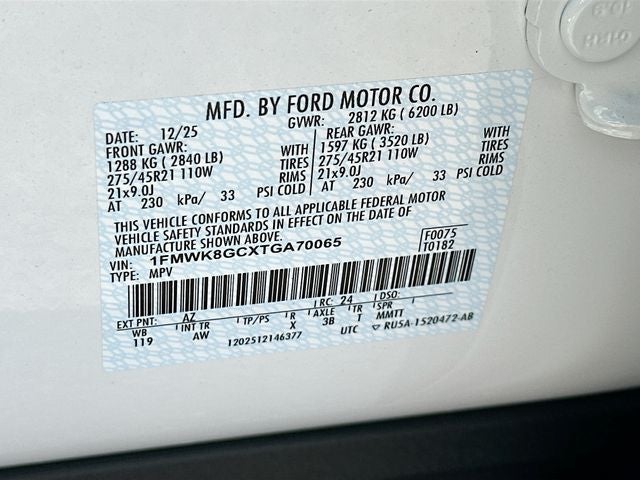 MFD. BY FORD MOTOR CO.
DATE: 12/25 GVWR: 2812 KG ( 6200 LB)
FRONT GAWR: REAR GAWR:
1288 KG ( 2840 LB) WITH 1597 KG ( 3520 LB) WITH
275/45R21 110W TIRES 275/45R21 110W TIRES
21x9.0J RIMS 21x9.0J RIMS
AT 230 kPa/ 33 PSI COLD AT 230 kPa/ 33 PSI COLD
THIS VEHICLE CONFORMS TO ALL APPLICABLE FEDERAL MOTOR
VEHICLE SAFETY STANDARDS IN EFFECT ON THE DATE OF
MANUFACTURE SHOWN ABOVE.
VIN: 1FMWK8GCXTGA70065 F0075
TYPE: MPV T0182
EXT PNT: AZ RC: 24 DSO:
WB INT TR TP/PS R AXLE TR SPR
119 AW X 3B T MMTT
1202512146377 UTC RU5A-1520472-AB